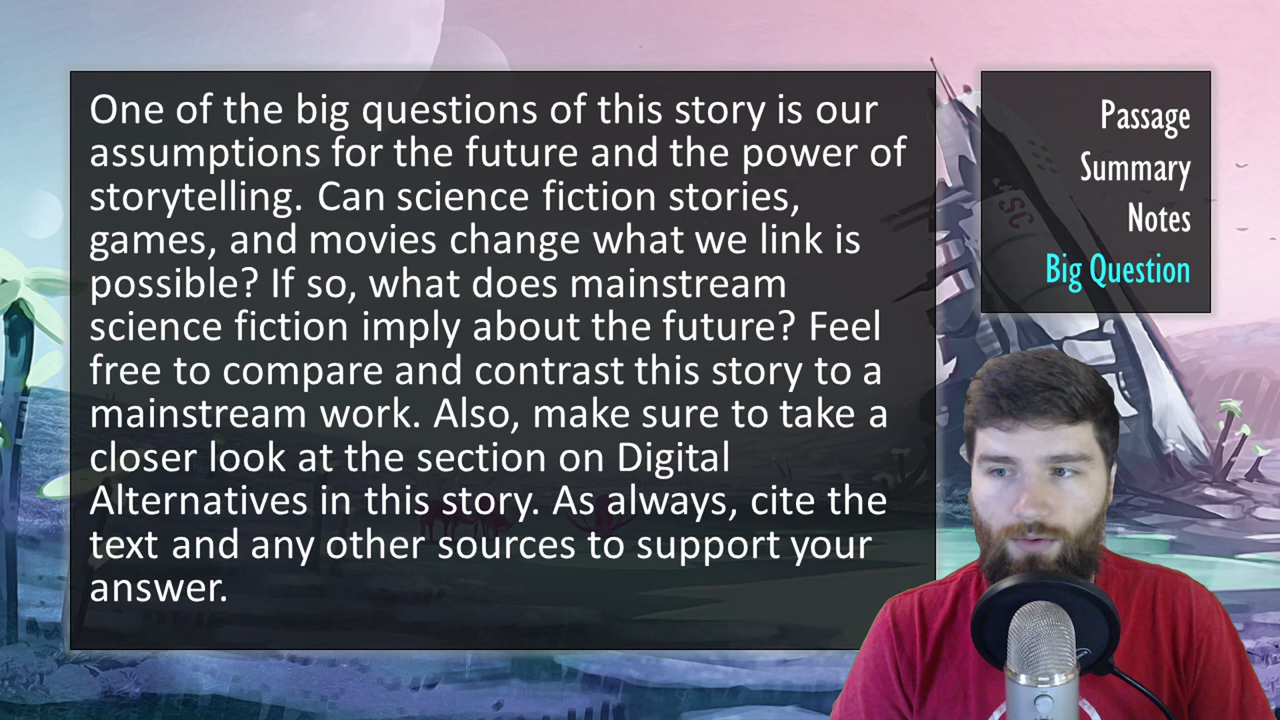 One of the big questions of this story is our
assumptions for the future and the power of
storytelling. Can science fiction stories,
games, and movies change what we link is
possible? If so, what does mainstream
science fiction imply about the future? Feel
free to compare and contrast this story to a
mainstream work. Also, make sure to take a
closer look at the section on Digital
Alternatives in this story. As always, cite the
text and any other sources to support your
answer.
Passage
Summary
Notes
Big Question